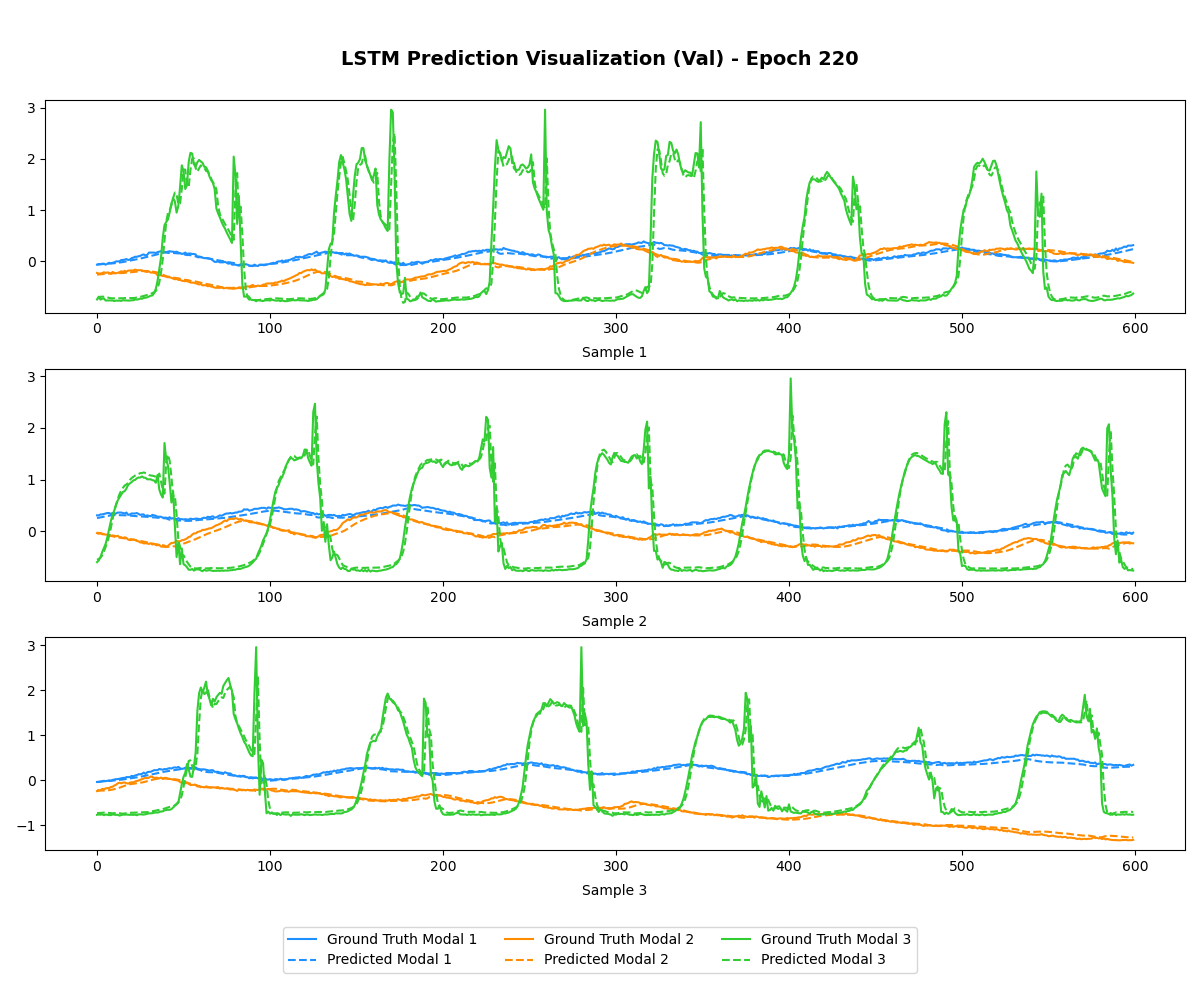 LSTM Prediction Visualization (Val) - Epoch 220
3
2
1
0
0 100 200 300 400 500 600
Sample 1
3
2
1
0
0 100 200 300 400 500 600
Sample 2
3
2
1
0
−1
0 100 200 300 400 500 600
Sample 3
Ground Truth Modal 1 Ground Truth Modal 2 Ground Truth Modal 3
Predicted Modal 1 Predicted Modal 2 Predicted Modal 3